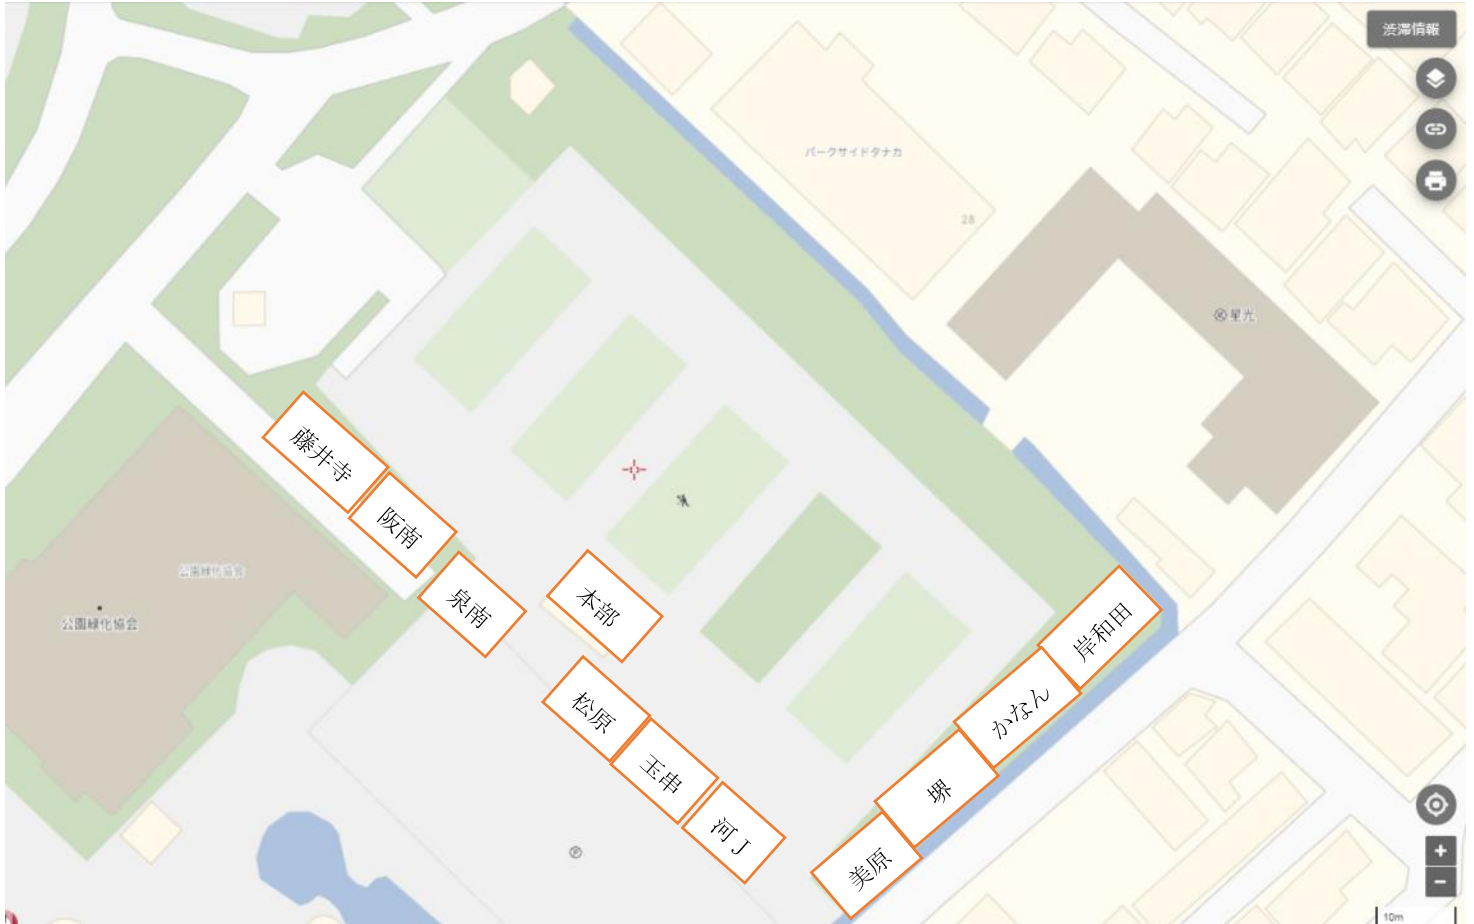 渋滞情報
パークサイドタナカ
28
星光
藤井寺
阪南
泉南
本部
公園緑化協会
公園緑化協会
松原
玉串
河J
岸和田
かなん
堺
美原
P
10m